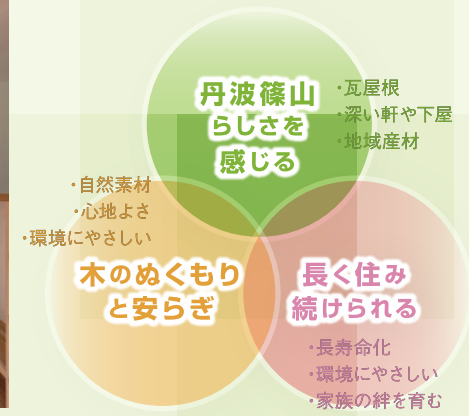 丹波篠山
らしさを
感じる
・瓦屋根
・深い軒や下屋
・地域産材
・自然素材
・心地よさ
・環境にやさしい
木のぬくもり
と安らぎ
長く住み
続けられる
・長寿命化
・環境にやさしい
・家族の絆を育む